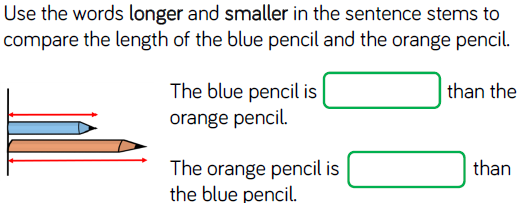 Use the words longer and smaller in the sentence stems to
compare the length of the blue pencil and the orange pencil.
The blue pencil is than the
orange pencil.
The orange pencil is than
the blue pencil.